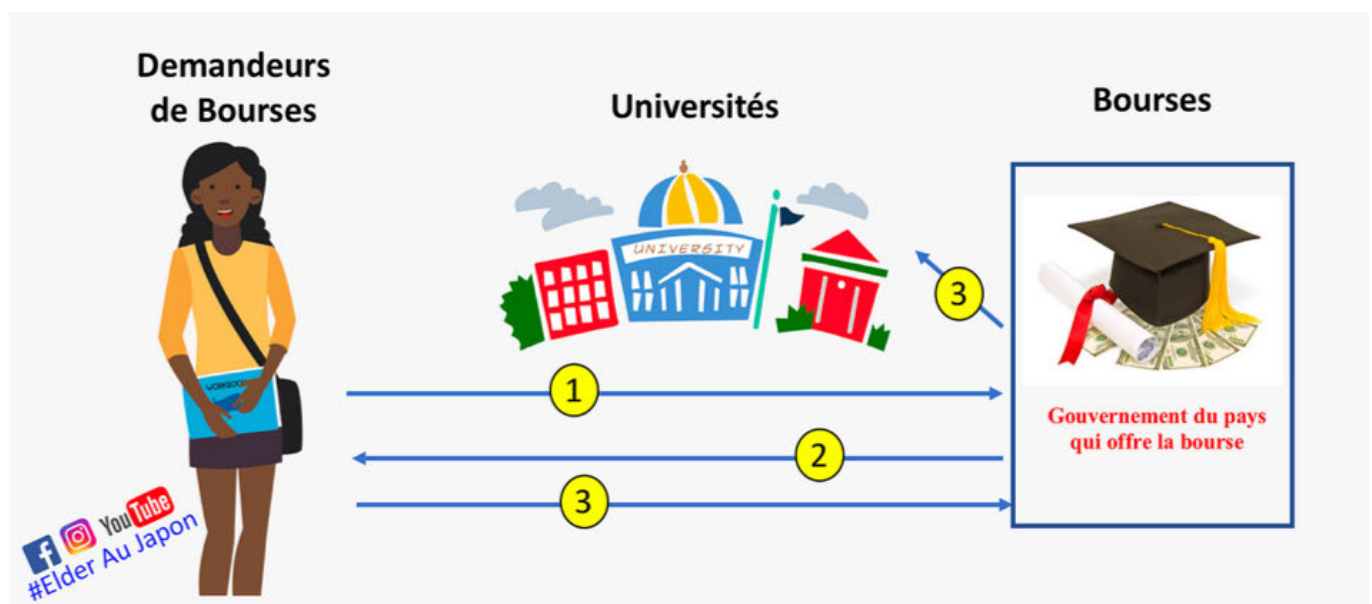 Demandeurs
de Bourses
Universités
Bourses
UNIVERSITY
3
1
WORKBOOK
Gouvernement du pays
qui offre la bourse
2
3
f YouTube
#Elder Au Japon